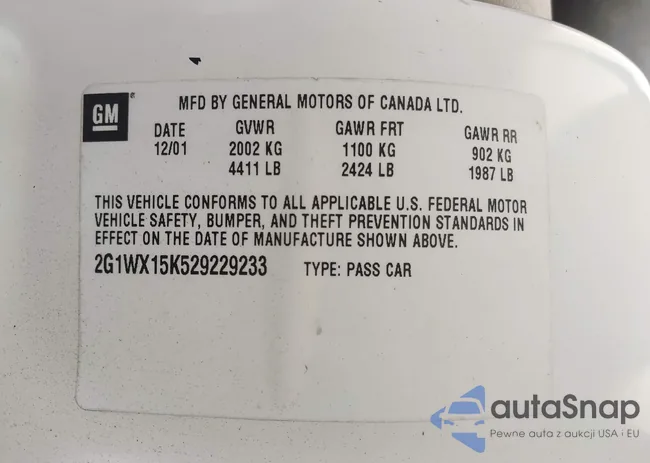 GM
MFD BY GENERAL MOTORS OF CANADA LTD.
DATE GVWR GAWR FRT GAWR RR
12/01 2002 KG 1100 KG 902 KG
4411 LB 2424 LB 1987 LB
THIS VEHICLE CONFORMS TO ALL APPLICABLE U.S. FEDERAL MOTOR
VEHICLE SAFETY, BUMPER, AND THEFT PREVENTION STANDARDS IN
EFFECT ON THE DATE OF MANUFACTURE SHOWN ABOVE.
2G1WX15K529229233 TYPE: PASS CAR
autaSnap
Pewne auta z aukcji USA i EU